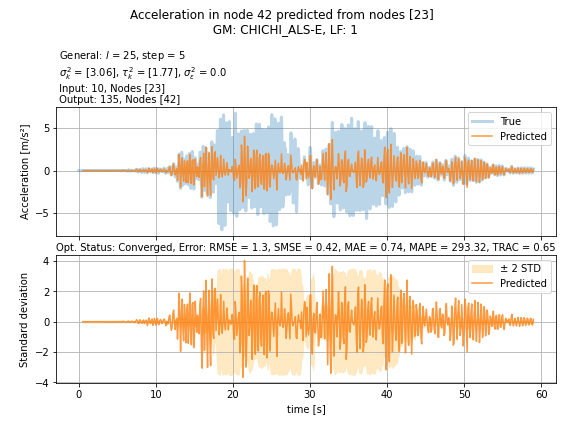 Acceleration in node 42 predicted from nodes [23]
GM: CHICHI_ALS-E, LF: 1
General: l = 25, step = 5
σ²ₖ = [3.06], τ²ₖ = [1.77], σ²ε = 0.0
Input: 10, Nodes [23]
Output: 135, Nodes [42]
Acceleration [m/s²]
5
0
−5
True
Predicted
Opt. Status: Converged, Error: RMSE = 1.3, SMSE = 0.42, MAE = 0.74, MAPE = 293.32, TRAC = 0.65
Standard deviation
4
2
0
−2
−4
± 2 STD
Predicted
0 10 20 30 40 50 60
time [s]